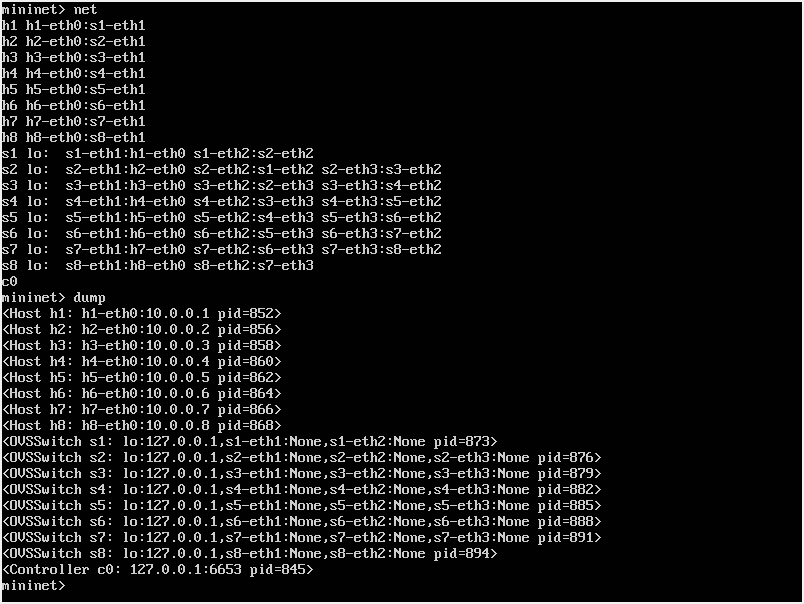 mininet> net
h1 h1-eth0:s1-eth1
h2 h2-eth0:s2-eth1
h3 h3-eth0:s3-eth1
h4 h4-eth0:s4-eth1
h5 h5-eth0:s5-eth1
h6 h6-eth0:s6-eth1
h7 h7-eth0:s7-eth1
h8 h8-eth0:s8-eth1
s1 lo:  s1-eth1:h1-eth0 s1-eth2:s2-eth2
s2 lo:  s2-eth1:h2-eth0 s2-eth2:s1-eth2 s2-eth3:s3-eth2
s3 lo:  s3-eth1:h3-eth0 s3-eth2:s2-eth3 s3-eth3:s4-eth2
s4 lo:  s4-eth1:h4-eth0 s4-eth2:s3-eth3 s4-eth3:s5-eth2
s5 lo:  s5-eth1:h5-eth0 s5-eth2:s4-eth3 s5-eth3:s6-eth2
s6 lo:  s6-eth1:h6-eth0 s6-eth2:s5-eth3 s6-eth3:s7-eth2
s7 lo:  s7-eth1:h7-eth0 s7-eth2:s6-eth3 s7-eth3:s8-eth2
s8 lo:  s8-eth1:h8-eth0 s8-eth2:s7-eth3
c0
mininet> dump
<Host h1: h1-eth0:10.0.0.1 pid=852>
<Host h2: h2-eth0:10.0.0.2 pid=856>
<Host h3: h3-eth0:10.0.0.3 pid=858>
<Host h4: h4-eth0:10.0.0.4 pid=860>
<Host h5: h5-eth0:10.0.0.5 pid=862>
<Host h6: h6-eth0:10.0.0.6 pid=864>
<Host h7: h7-eth0:10.0.0.7 pid=866>
<Host h8: h8-eth0:10.0.0.8 pid=868>
<OVSSwitch s1: lo:127.0.0.1,s1-eth1:None,s1-eth2:None pid=873>
<OVSSwitch s2: lo:127.0.0.1,s2-eth1:None,s2-eth2:None,s2-eth3:None pid=876>
<OVSSwitch s3: lo:127.0.0.1,s3-eth1:None,s3-eth2:None,s3-eth3:None pid=879>
<OVSSwitch s4: lo:127.0.0.1,s4-eth1:None,s4-eth2:None,s4-eth3:None pid=882>
<OVSSwitch s5: lo:127.0.0.1,s5-eth1:None,s5-eth2:None,s5-eth3:None pid=885>
<OVSSwitch s6: lo:127.0.0.1,s6-eth1:None,s6-eth2:None,s6-eth3:None pid=888>
<OVSSwitch s7: lo:127.0.0.1,s7-eth1:None,s7-eth2:None,s7-eth3:None pid=891>
<OVSSwitch s8: lo:127.0.0.1,s8-eth1:None,s8-eth2:None pid=894>
<Controller c0: 127.0.0.1:6653 pid=845>
mininet>